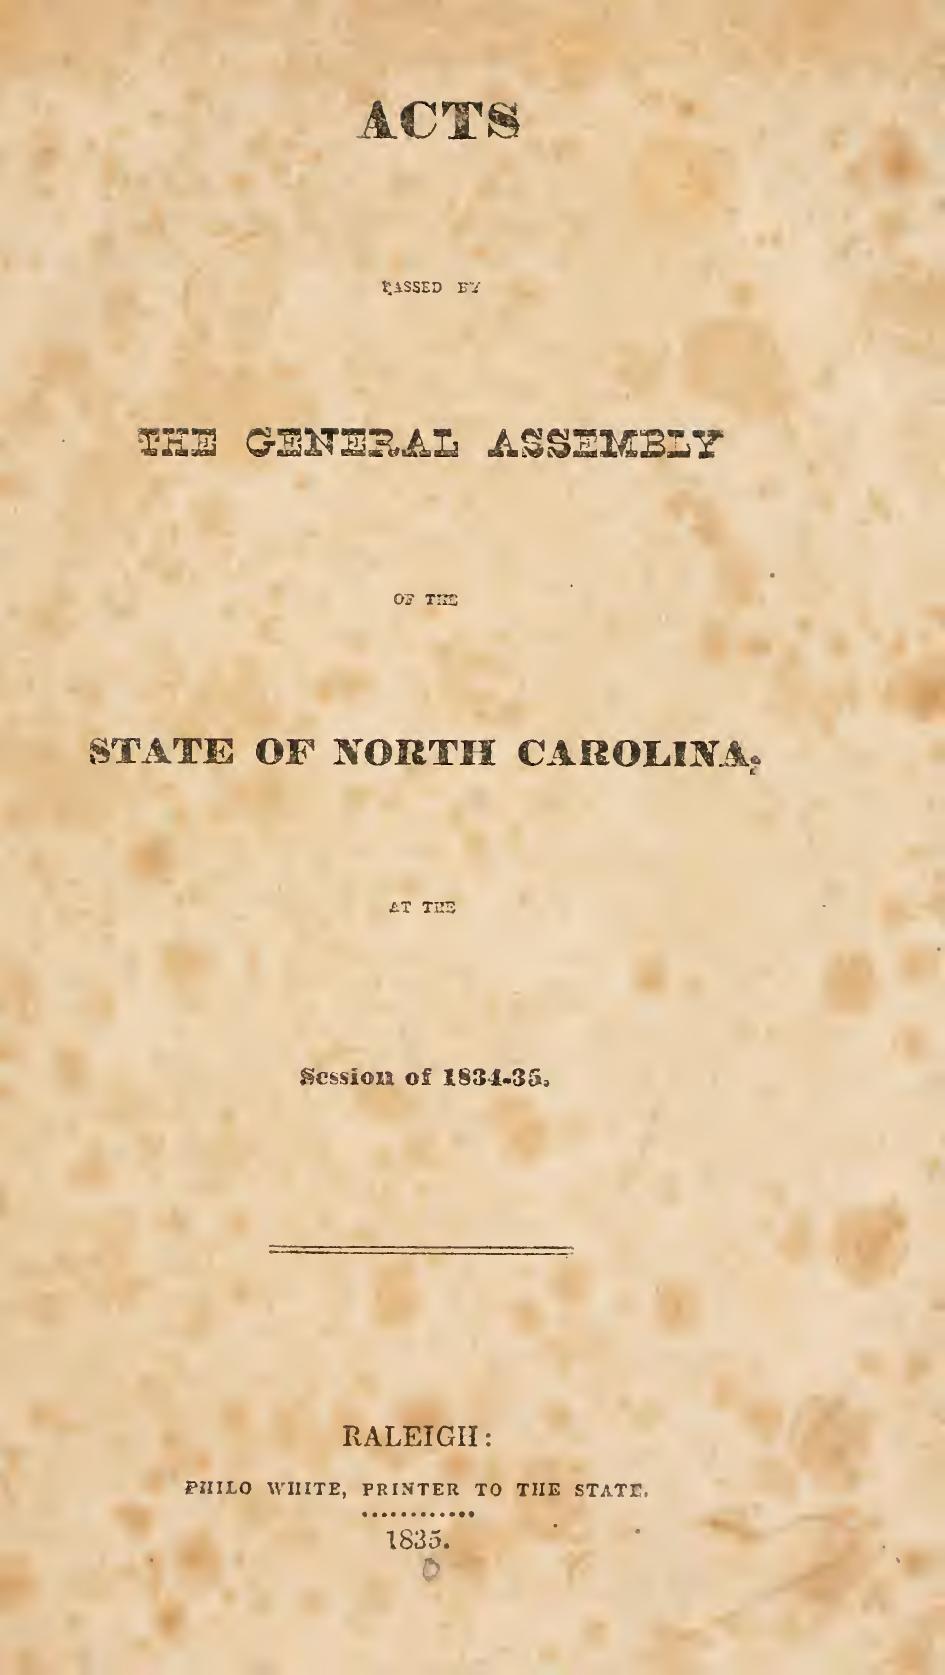 ACTS
PASSED BY
THE GENERAL ASSEMBLY
OF THE
STATE OF NORTH CAROLINA,
AT THE
Session of 1834-35.
RALEIGH:
PHILO WHITE, PRINTER TO THE STATE.
............
1835.